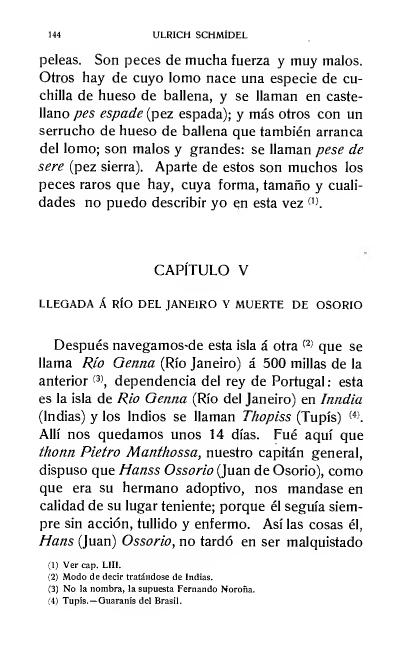 144 ULRICH SCHMÍDEL
peleas. Son peces de mucha fuerza y muy malos.
Otros hay de cuyo lomo nace una especie de cu-
chilla de hueso de ballena, y se llaman en caste-
llano pes espade (pez espada); y más otros con un
serrucho de hueso de ballena que también arranca
del lomo; son malos y grandes: se llaman pese de
sere (pez sierra). Aparte de estos son muchos los
peces raros que hay, cuya forma, tamaño y cuali-
dades no puedo describir yo en esta vez (1).
CAPÍTULO V
LLEGADA Á RÍO DEL JANEIRO Y MUERTE DE OSORIO
Después navegamos de esta isla á otra (2) que se
llama Río Genna (Río Janeiro) á 500 millas de la
anterior (3), dependencia del rey de Portugal: esta
es la isla de Rio Genna (Río del Janeiro) en Inndia
(Indias) y los Indios se llaman Thopiss (Tupís) (4).
Allí nos quedamos unos 14 días. Fué aquí que
thonn Pietro Manthossa, nuestro capitán general,
dispuso que Hanss Ossorio (Juan de Osorio), como
que era su hermano adoptivo, nos mandase en
calidad de su lugar teniente; porque él seguía siem-
pre sin acción, tullido y enfermo. Así las cosas él,
Hans (Juan) Ossorio, no tardó en ser malquistado
(1) Ver cap. LIII.
(2) Modo de decir tratándose de Indias.
(3) No la nombra, la supuesta Fernando Noroña.
(4) Tupís.—Guaranís del Brasil.